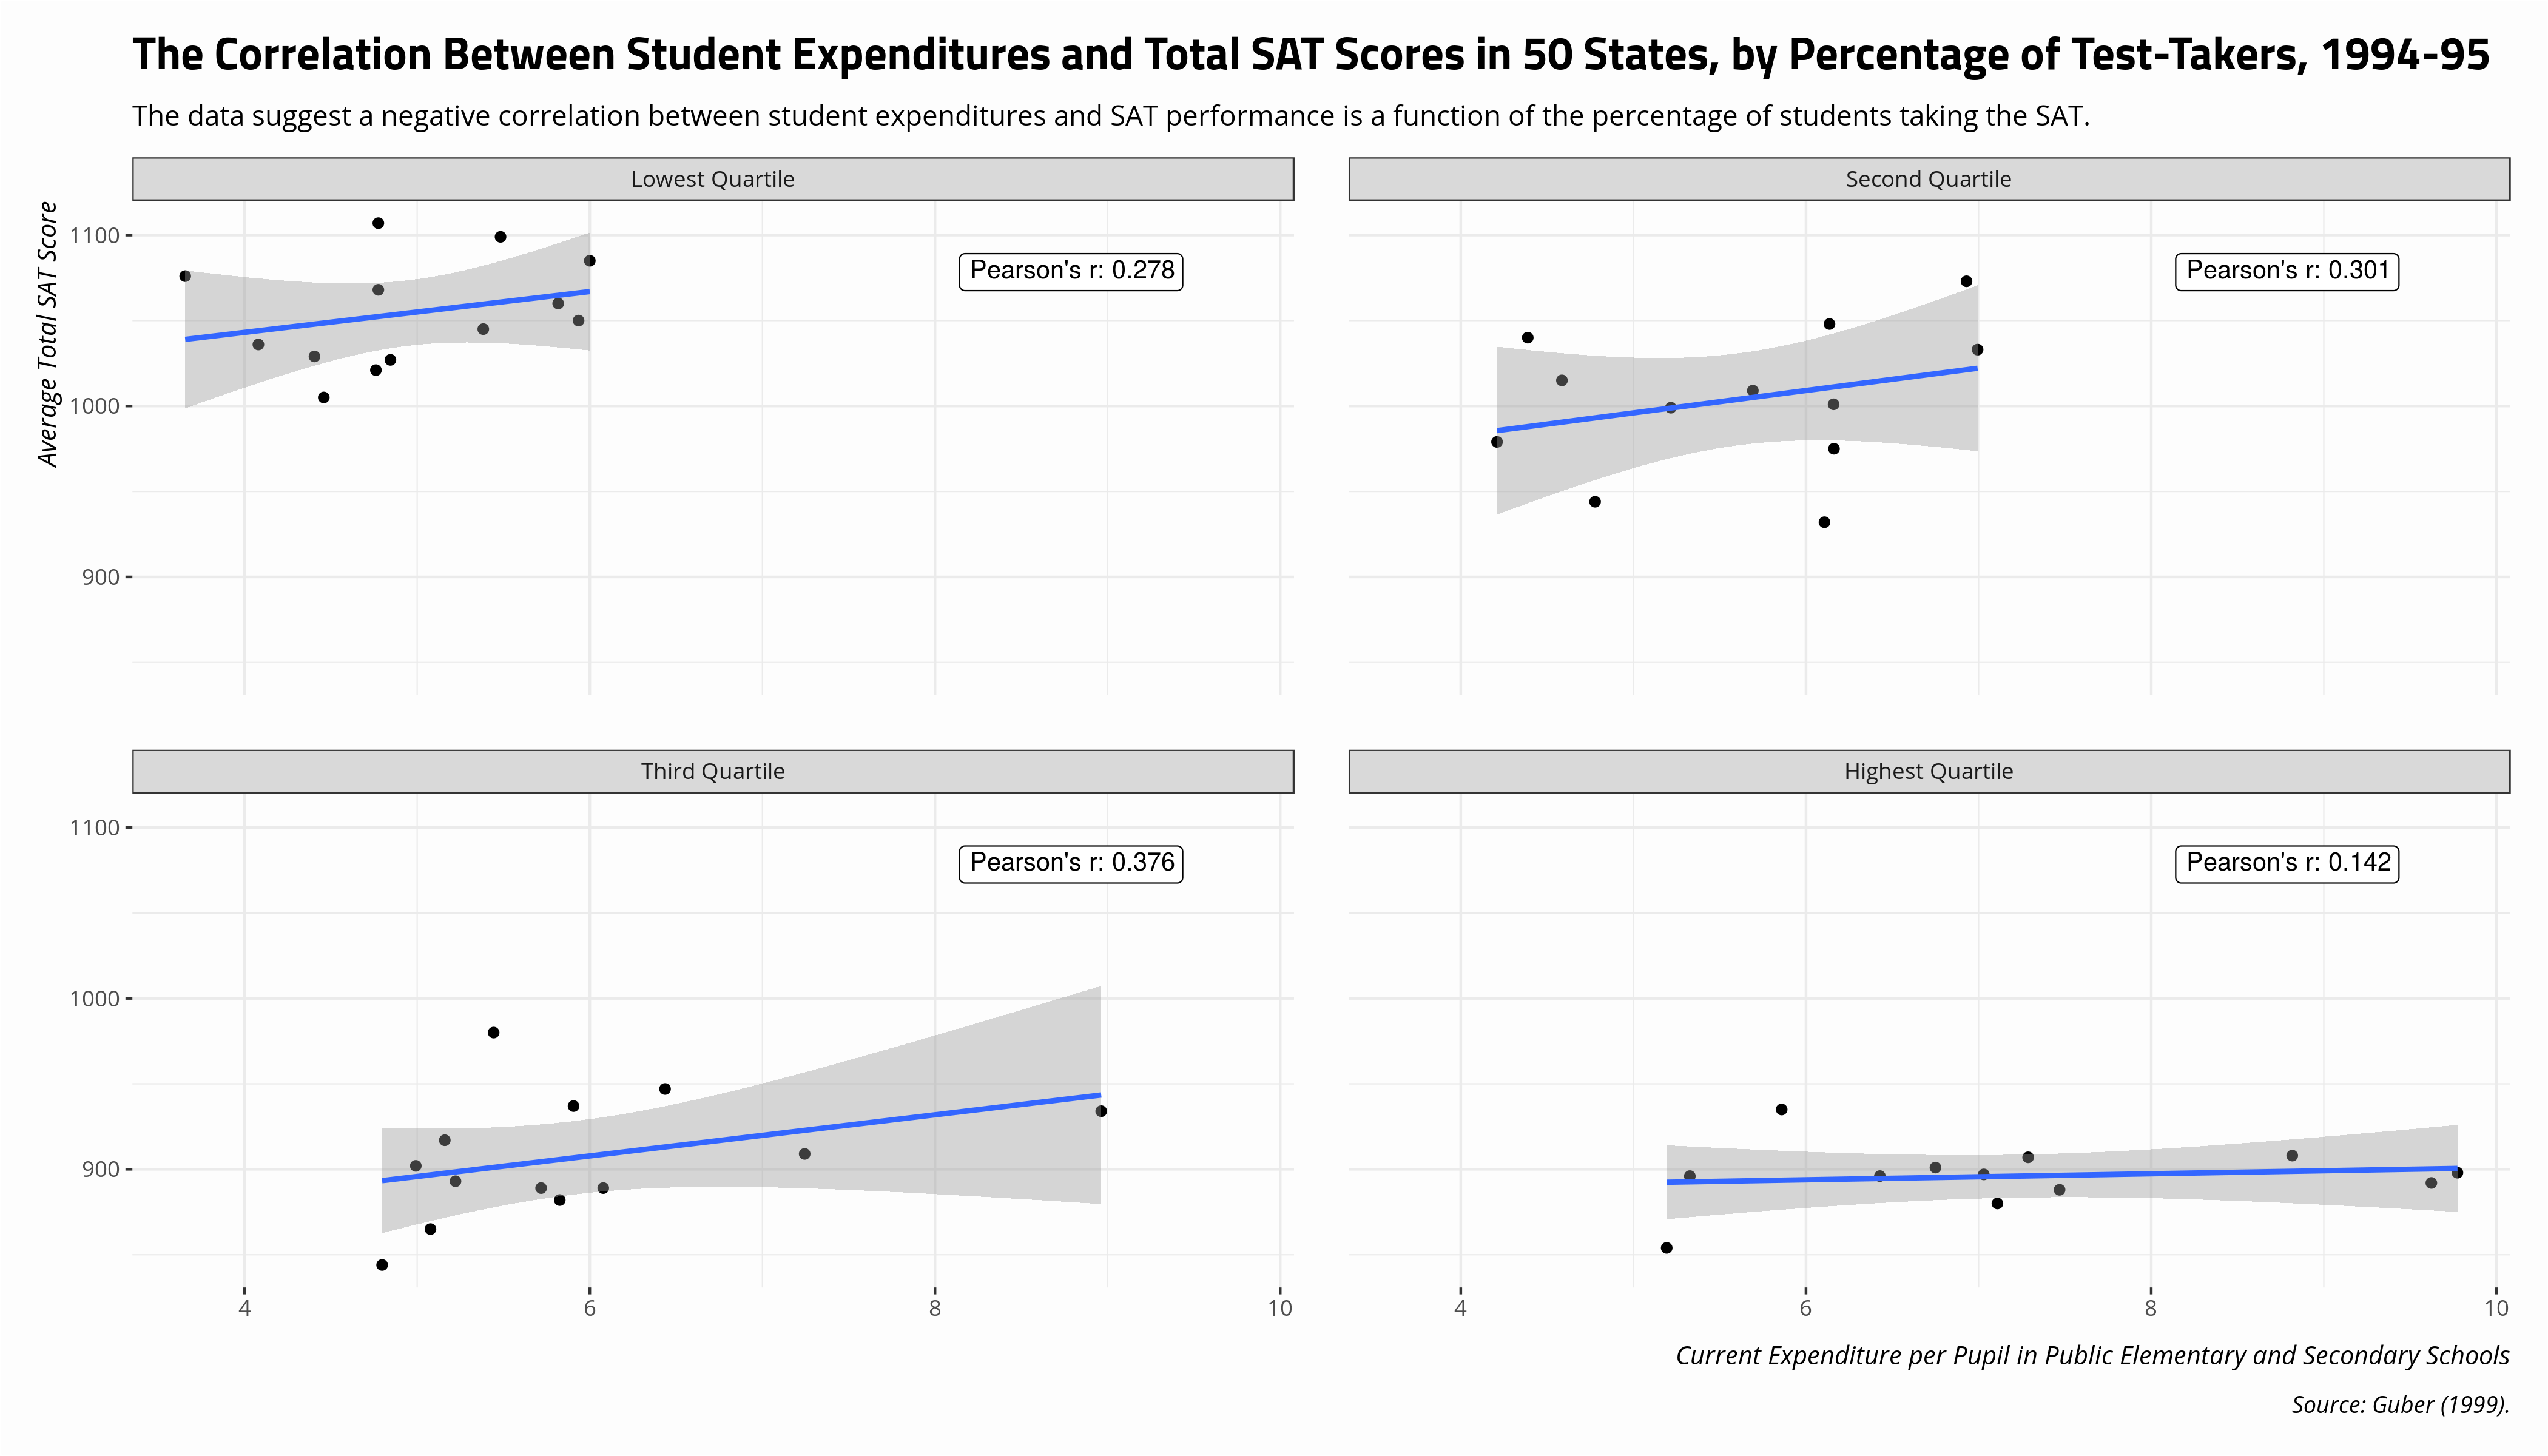 The Correlation Between Student Expenditures and Total SAT Scores in 50 States, by Percentage of Test-Takers, 1994-95
The data suggest a negative correlation between student expenditures and SAT performance is a function of the percentage of students taking the SAT.
Average Total SAT Score
Lowest Quartile
1100
1000
900
Pearson's r: 0.278
Second Quartile
Pearson's r: 0.301
Third Quartile
1100
1000
900
Pearson's r: 0.376
4 6 8 10
Highest Quartile
Pearson's r: 0.142
4 6 8 10
Current Expenditure per Pupil in Public Elementary and Secondary Schools
Source: Guber (1999).